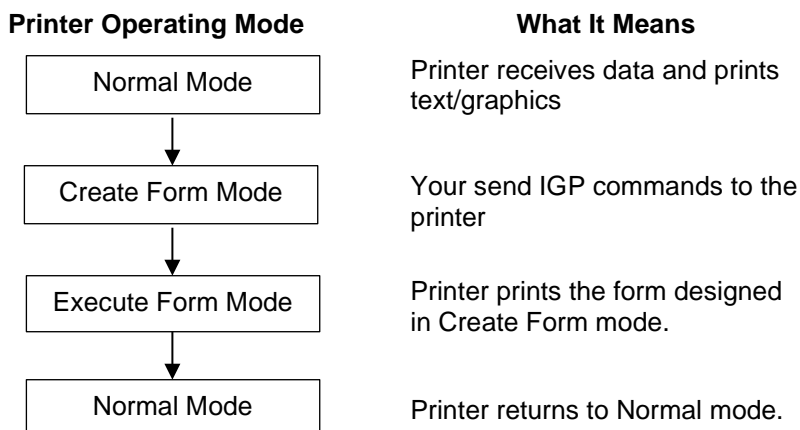 Printer Operating Mode What It Means
Normal Mode
Printer receives data and prints
text/graphics
Create Form Mode
Your send IGP commands to the
printer
Execute Form Mode
Printer prints the form designed
in Create Form mode.
Normal Mode
Printer returns to Normal mode.